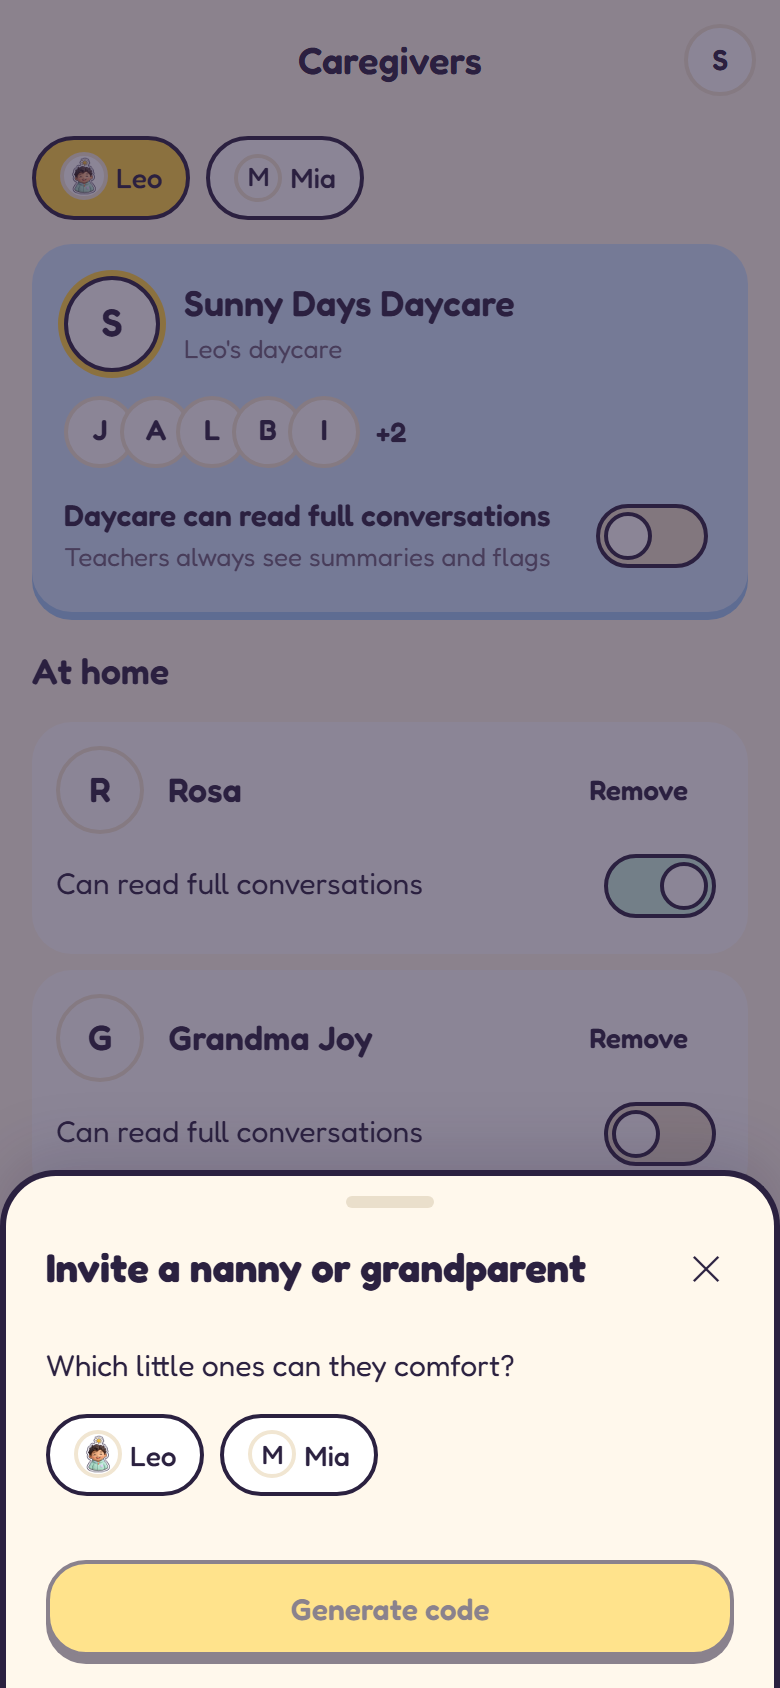 Caregivers
S
Leo
M Mia
S
Sunny Days Daycare
Leo's daycare
J A L B I +2
Daycare can read full conversations
Teachers always see summaries and flags
At home
R Rosa Remove
Can read full conversations
G Grandma Joy Remove
Can read full conversations
Invite a nanny or grandparent
Which little ones can they comfort?
Leo
M Mia
Generate code